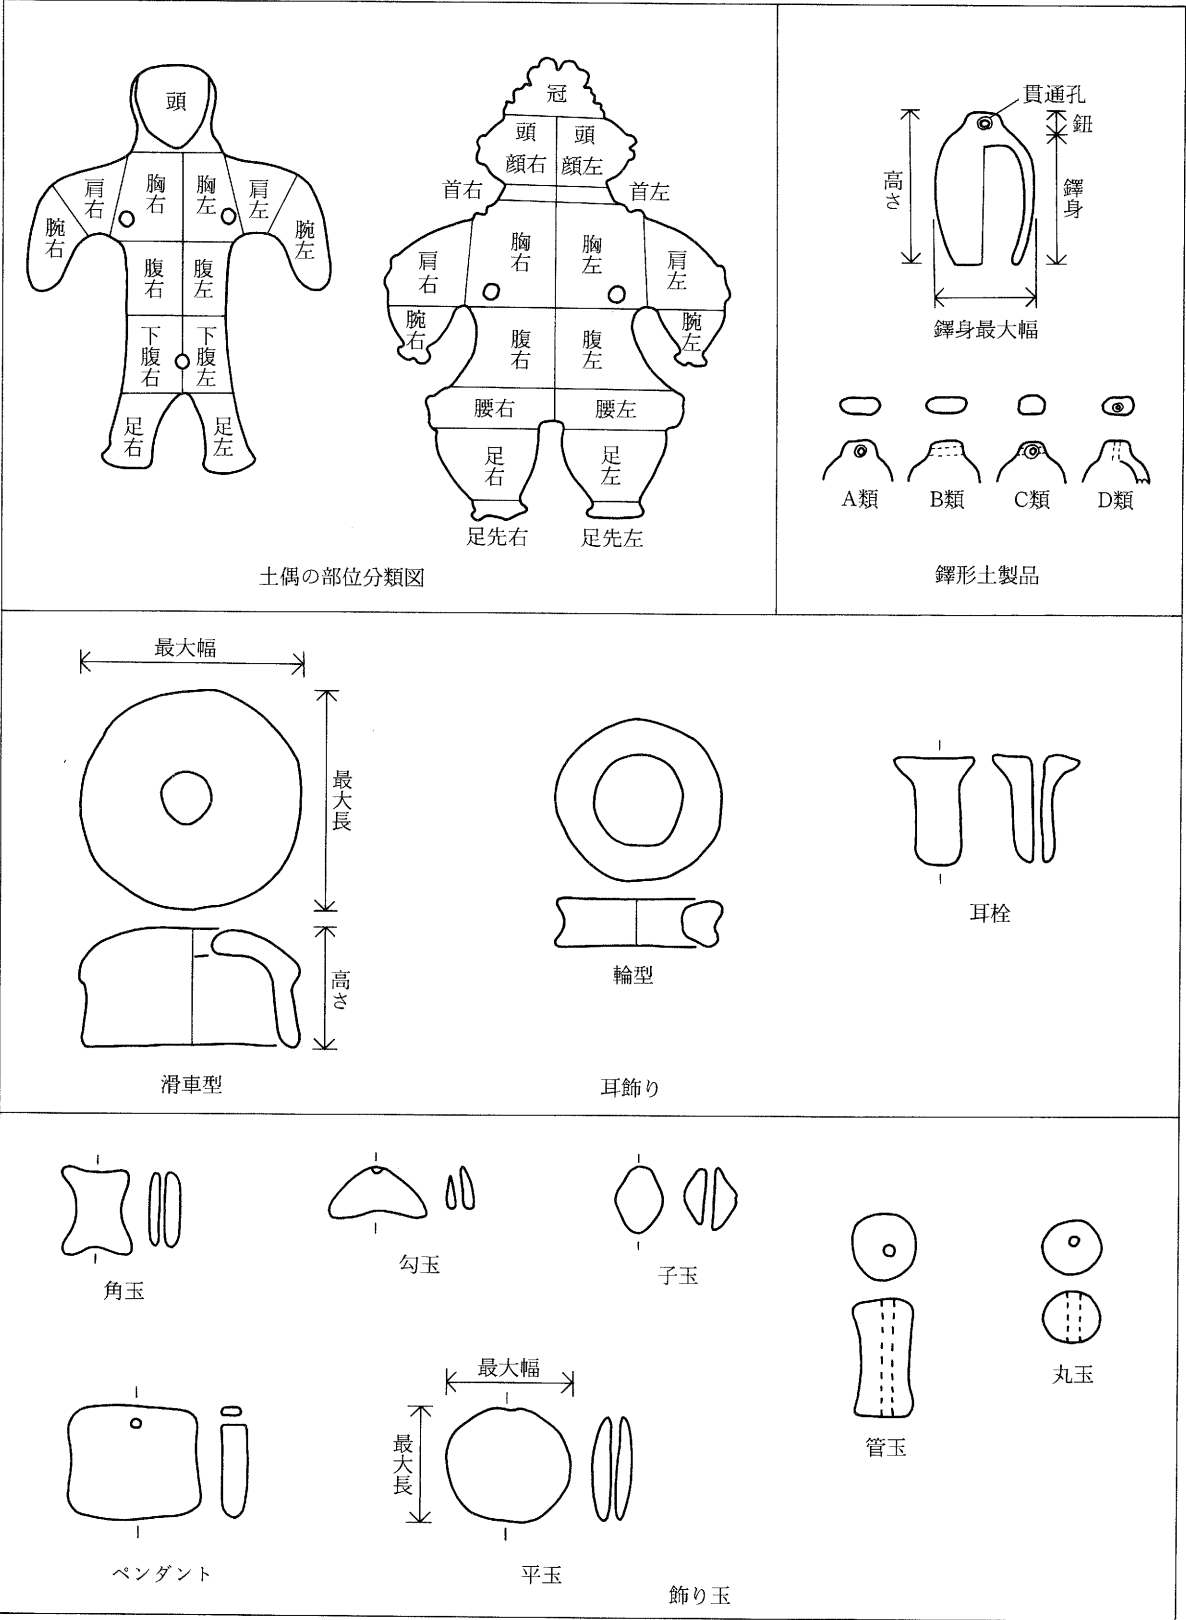 頭
肩右
胸右
胸左
肩左
腕右
腕左
腹右
腹左
下腹右
下腹左
足右
足左
冠
頭
頭
顔右
顔左
首右
首左
肩右
胸右
胸左
肩左
腕右
腹右
腹左
腕左
腰右
腰左
足右
足左
足先右
足先左
土偶の部位分類図
貫通孔
鈕
高さ
鐸身
鐸身最大幅
A類
B類
C類
D類
鐸形土製品
最大幅
最大長
高さ
滑車型
輪型
耳栓
耳飾り
角玉
勾玉
子玉
管玉
丸玉
ペンダント
最大幅
最大長
平玉
飾り玉